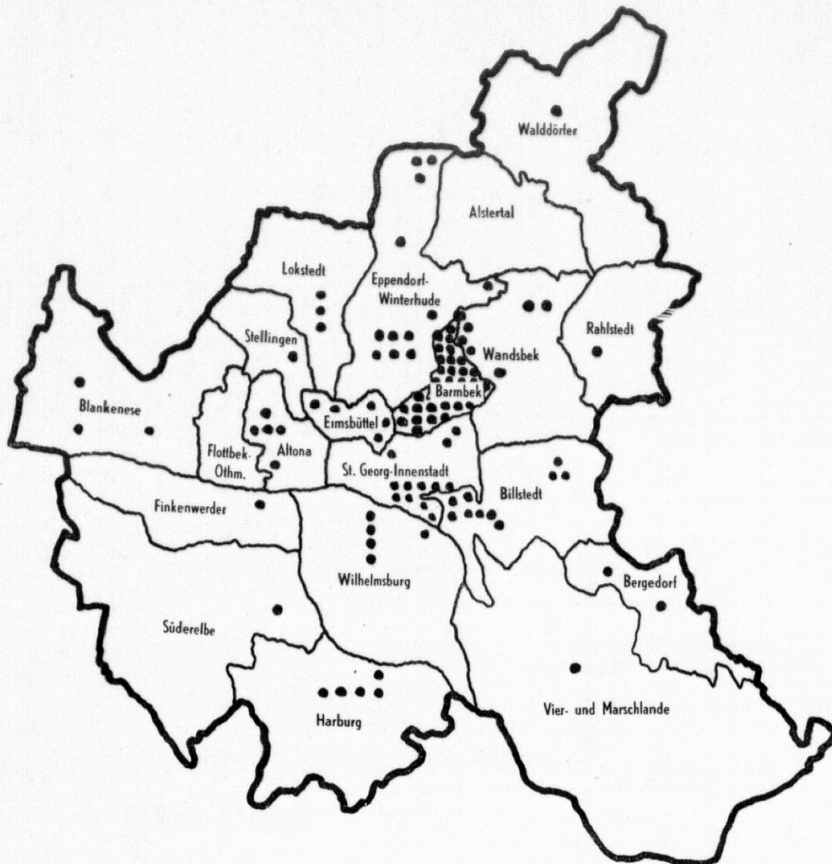 Walddörfer
Alstertal
Lokstedt
Eppendorf-
Winterhude
Stellingen
Wandsbek
Rahlstedt
Blankenese
Barmbek
Eimsbüttel
Flottbek-
Othm.
Altona
St. Georg-Innenstadt
Billstedt
Finkenwerder
Wilhelmsburg
Bergedorf
Süderelbe
Vier- und Marschlande
Harburg